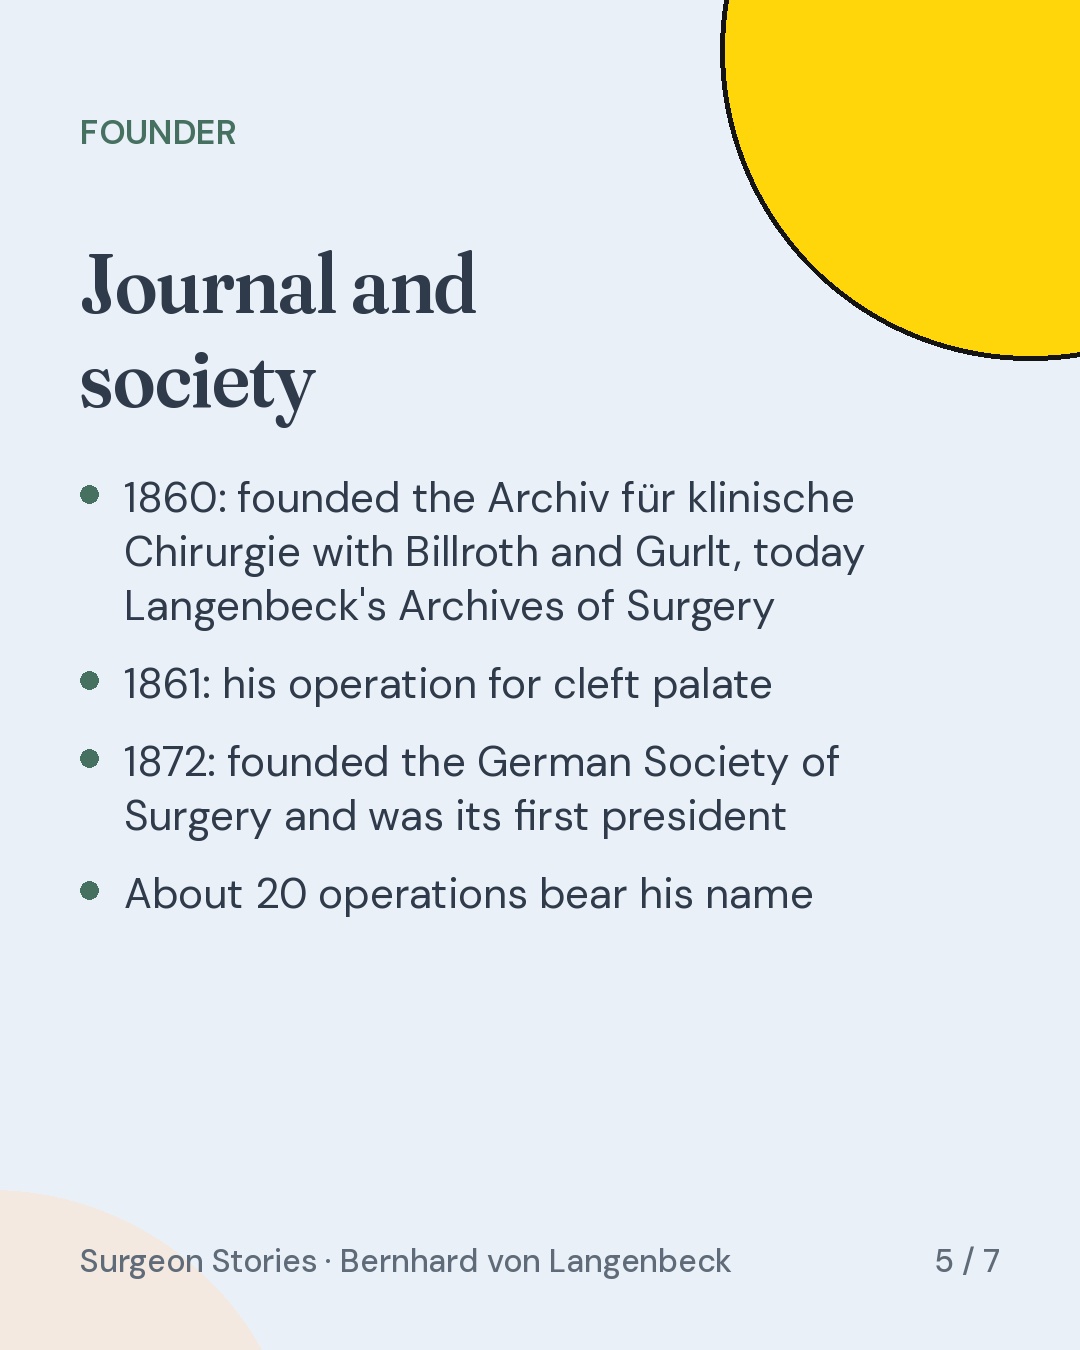 FOUNDER
Journal and
society
1860: founded the Archiv für klinische
Chirurgie with Billroth and Gurlt, today
Langenbeck's Archives of Surgery
1861: his operation for cleft palate
1872: founded the German Society of
Surgery and was its first president
About 20 operations bear his name
Surgeon Stories · Bernhard von Langenbeck
5 / 7